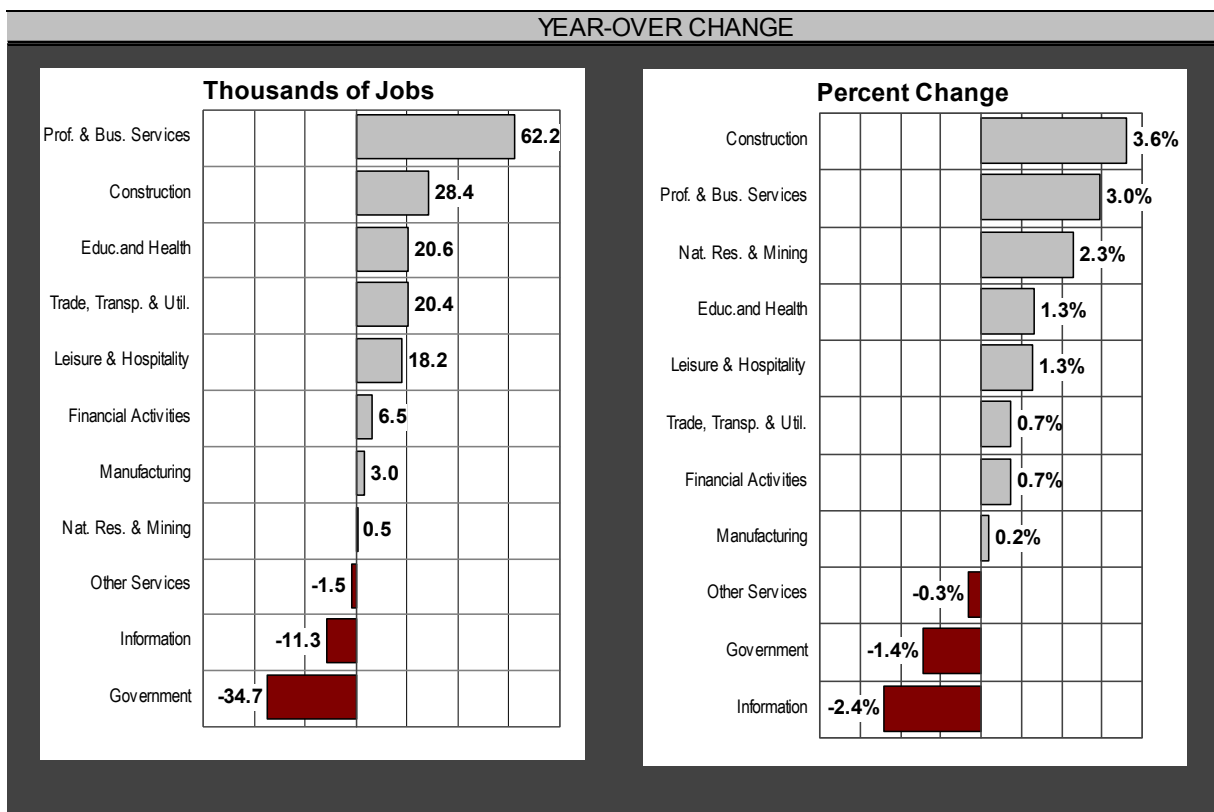 YEAR-OVER CHANGE
Thousands of Jobs
Prof. & Bus. Services 62.2
Construction 28.4
Educ.and Health 20.6
Trade, Transp. & Util. 20.4
Leisure & Hospitality 18.2
Financial Activities 6.5
Manufacturing 3.0
Nat. Res. & Mining 0.5
Other Services -1.5
Information -11.3
Government -34.7
Percent Change
Construction 3.6%
Prof. & Bus. Services 3.0%
Nat. Res. & Mining 2.3%
Educ.and Health 1.3%
Leisure & Hospitality 1.3%
Trade, Transp. & Util. 0.7%
Financial Activities 0.7%
Manufacturing 0.2%
Other Services -0.3%
Government -1.4%
Information -2.4%